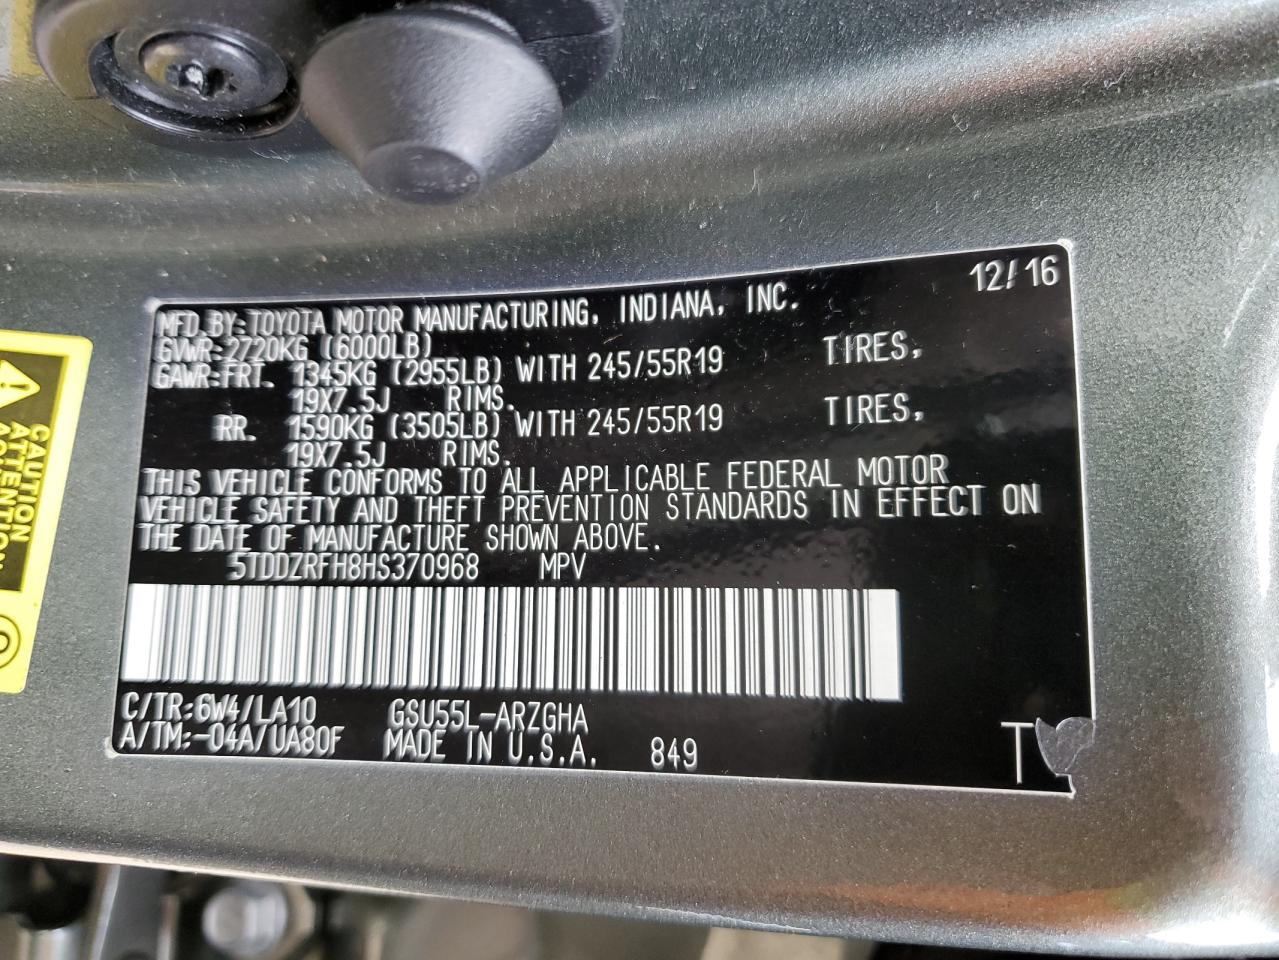 12/16
MFD.BY:TOYOTA MOTOR MANUFACTURING, INDIANA, INC.
GVWR:2720KG (6000LB)
GAWR:FRT. 1345KG (2955LB) WITH 245/55R19 TIRES,
19X7.5J RIMS.
RR. 1590KG (3505LB) WITH 245/55R19 TIRES,
19X7.5J RIMS.
THIS VEHICLE CONFORMS TO ALL APPLICABLE FEDERAL MOTOR
VEHICLE SAFETY AND THEFT PREVENTION STANDARDS IN EFFECT ON
THE DATE OF MANUFACTURE SHOWN ABOVE.
5TDDZRFH8HS370968 MPV
C/TR:6W4/LA10 GSU55L-ARZGHA
A/TM:-04A/UA80F MADE IN U.S.A. 849
T
CAUTION
ATTENTION